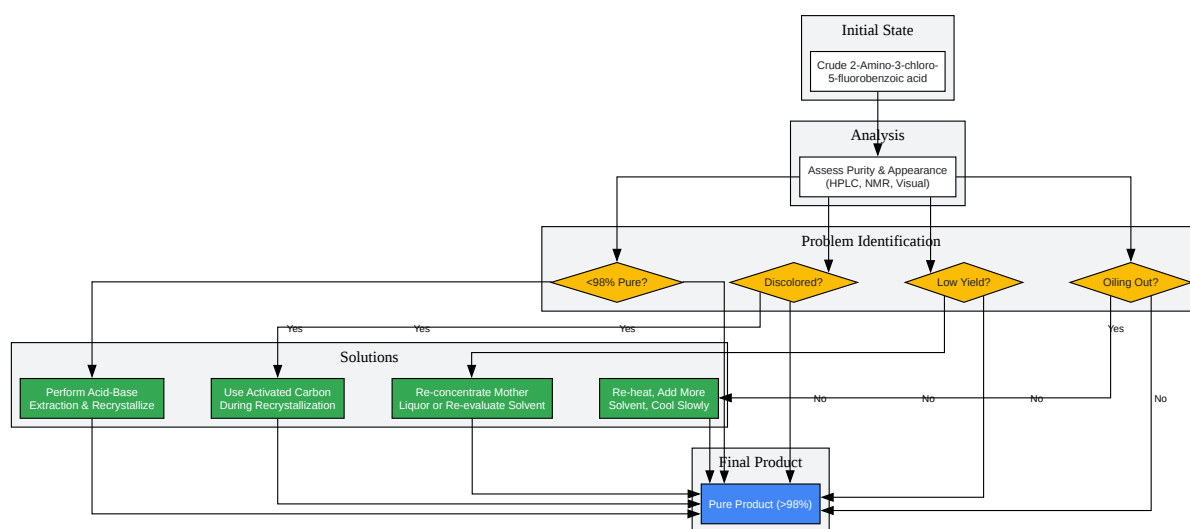 Initial State
Crude 2-Amino-3-chloro-
5-fluorobenzoic acid
Analysis
Assess Purity & Appearance
(HPLC, NMR, Visual)
Problem Identification
<98% Pure?
Discolored?
Low Yield?
Oiling Out?
Yes
Yes
Yes
Yes
Solutions
Perform Acid-Base
Extraction & Recrystallize
Use Activated Carbon
During Recrystallization
Re-concentrate Mother
Liquor or Re-evaluate Solvent
Re-heat, Add More
Solvent, Cool Slowly
No
No
No
No
Final Product
Pure Product (>98%)